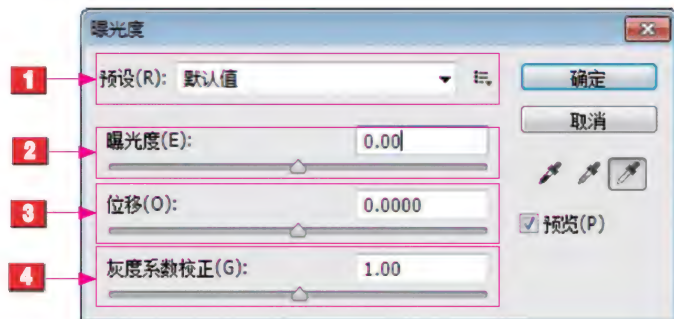 曝光度
1 预设(R): 默认值
确定
取消
2 曝光度(E): 0.00
3 位移(O): 0.0000
预览(P)
4 灰度系数校正(G): 1.00